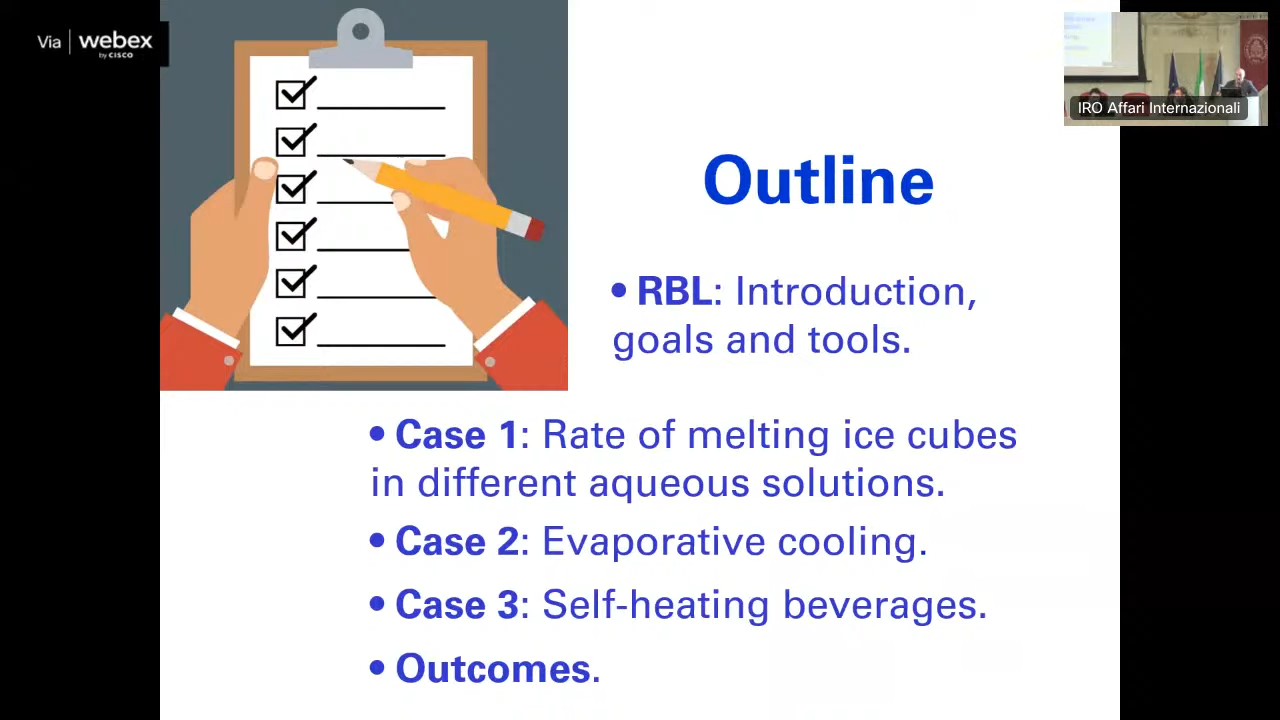 Via | webex
by CISCO
IRO Affari Internazionali
Outline
• RBL: Introduction,
goals and tools.
• Case 1: Rate of melting ice cubes
in different aqueous solutions.
• Case 2: Evaporative cooling.
• Case 3: Self-heating beverages.
• Outcomes.